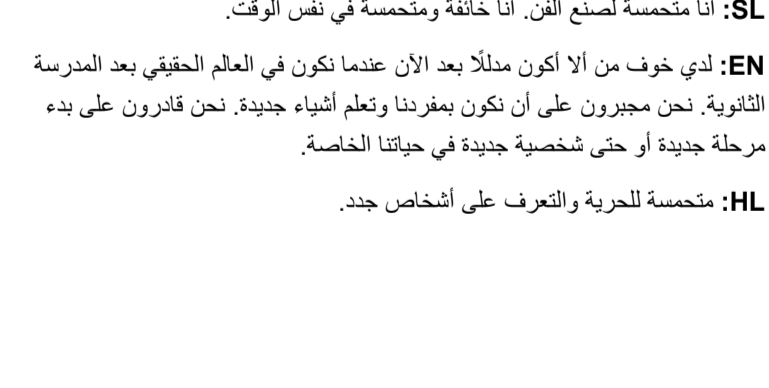 SL: أنا متحمسة لصنع الفن. أنا خائفة ومتحمسة في نفس الوقت.
EN: لدي خوف من ألا أكون مدللًا بعد الآن عندما نكون في العالم الحقيقي بعد المدرسة
الثانوية. نحن مجبرون على أن نكون بمفردنا وتعلم أشياء جديدة. نحن قادرون على بدء
مرحلة جديدة أو حتى شخصية جديدة في حياتنا الخاصة.
HL: متحمسة للحرية والتعرف على أشخاص جدد.